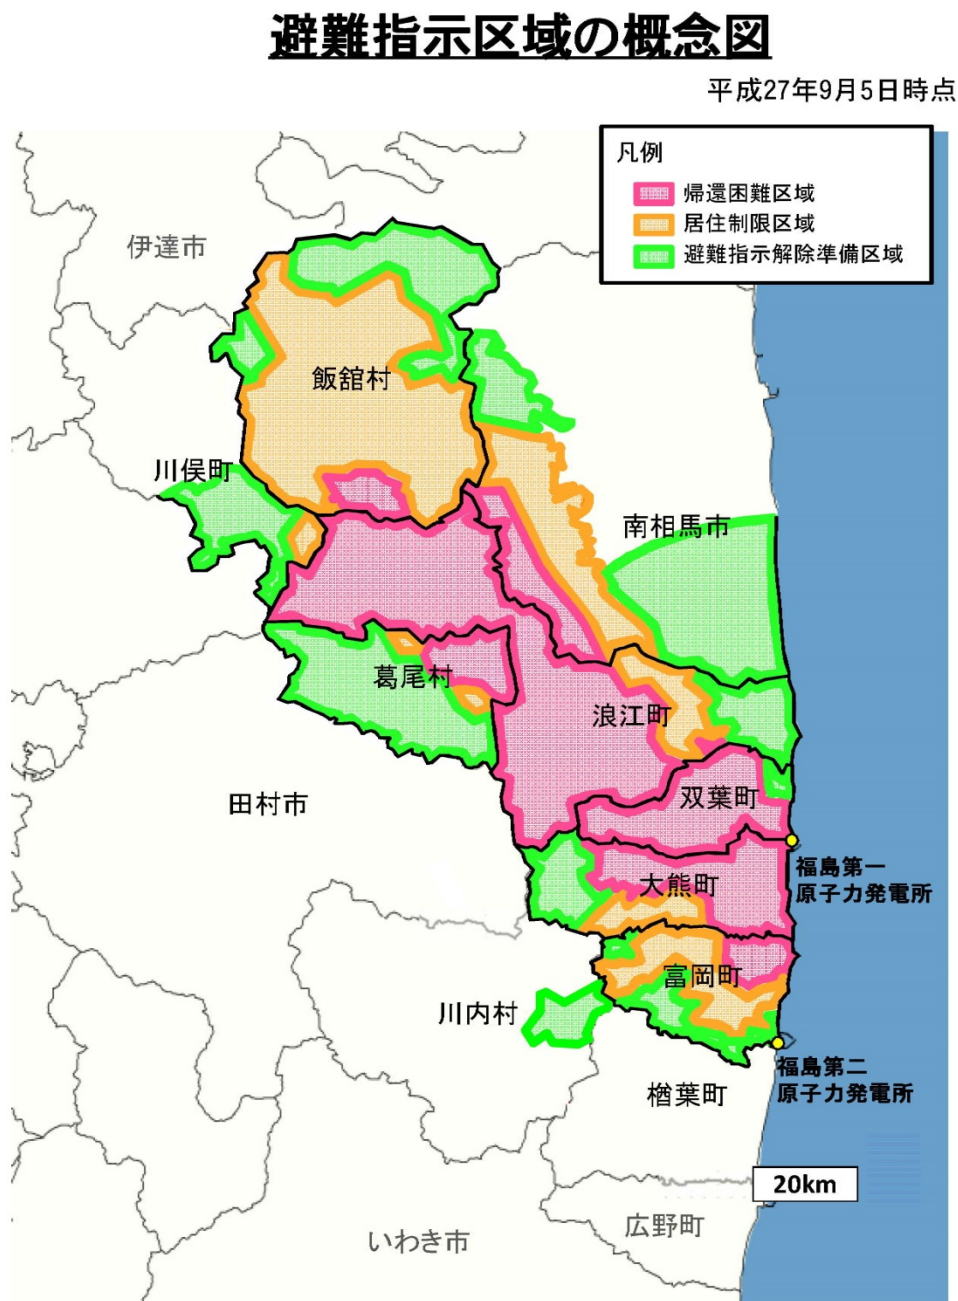 避難指示区域の概念図
平成27年9月5日時点
凡例
帰還困難区域
居住制限区域
避難指示解除準備区域
伊達市
飯舘村
川俣町
南相馬市
葛尾村
浪江町
双葉町
田村市
福島第一
原子力発電所
大熊町
富岡町
川内村
福島第二
原子力発電所
楢葉町
20km
広野町
いわき市